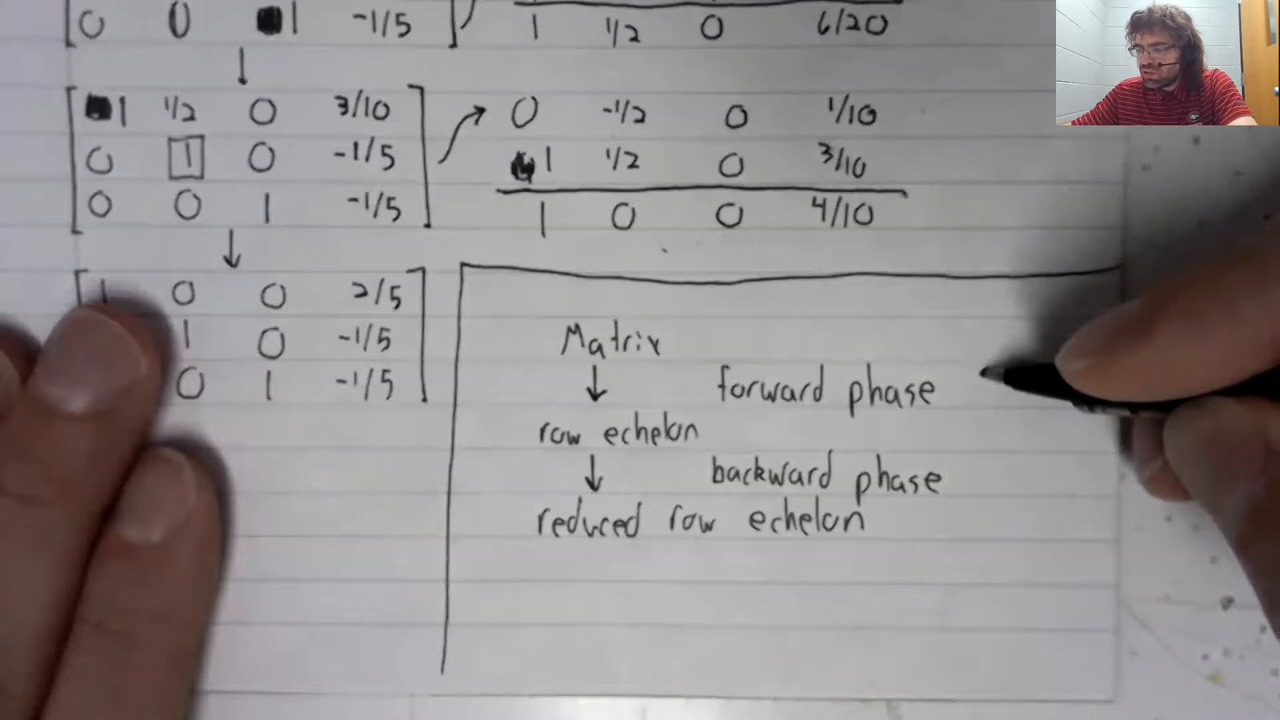 0 0 1 -1/5
1 1/2 0 6/20
1 1/2 0 3/10
0 1 0 -1/5
0 0 1 -1/5
0 -1/2 0 1/10
1 1/2 0 3/10
1 0 0 4/10
1 0 0 2/5
1 0 -1/5
0 1 -1/5
Matrix
forward phase
row echelon
backward phase
reduced row echelon